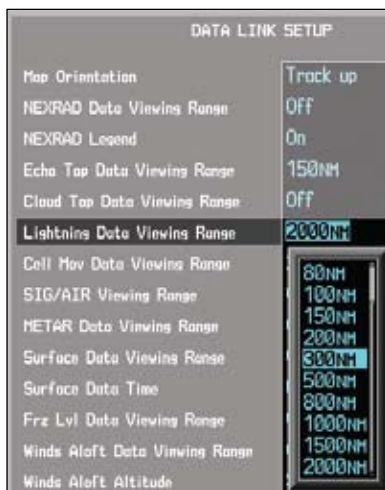 DATA LINK SETUP
Map Orientation Track up
NEXRAD Data Viewing Range Off
NEXRAD Legend On
Echo Top Data Viewing Range 150NM
Cloud Top Data Viewing Range Off
Lightning Data Viewing Range 2000NM
Cell Mov Data Viewing Range
80NM
SIG/AIR Viewing Range
100NM
150NM
METAR Data Viewing Range
200NM
Surface Data Viewing Range
300NM
Surface Data Time
500NM
800NM
Frz Lvl Data Viewing Range
1000NM
Winds Aloft Data Viewing Range
1500NM
2000NM
Winds Aloft Altitude